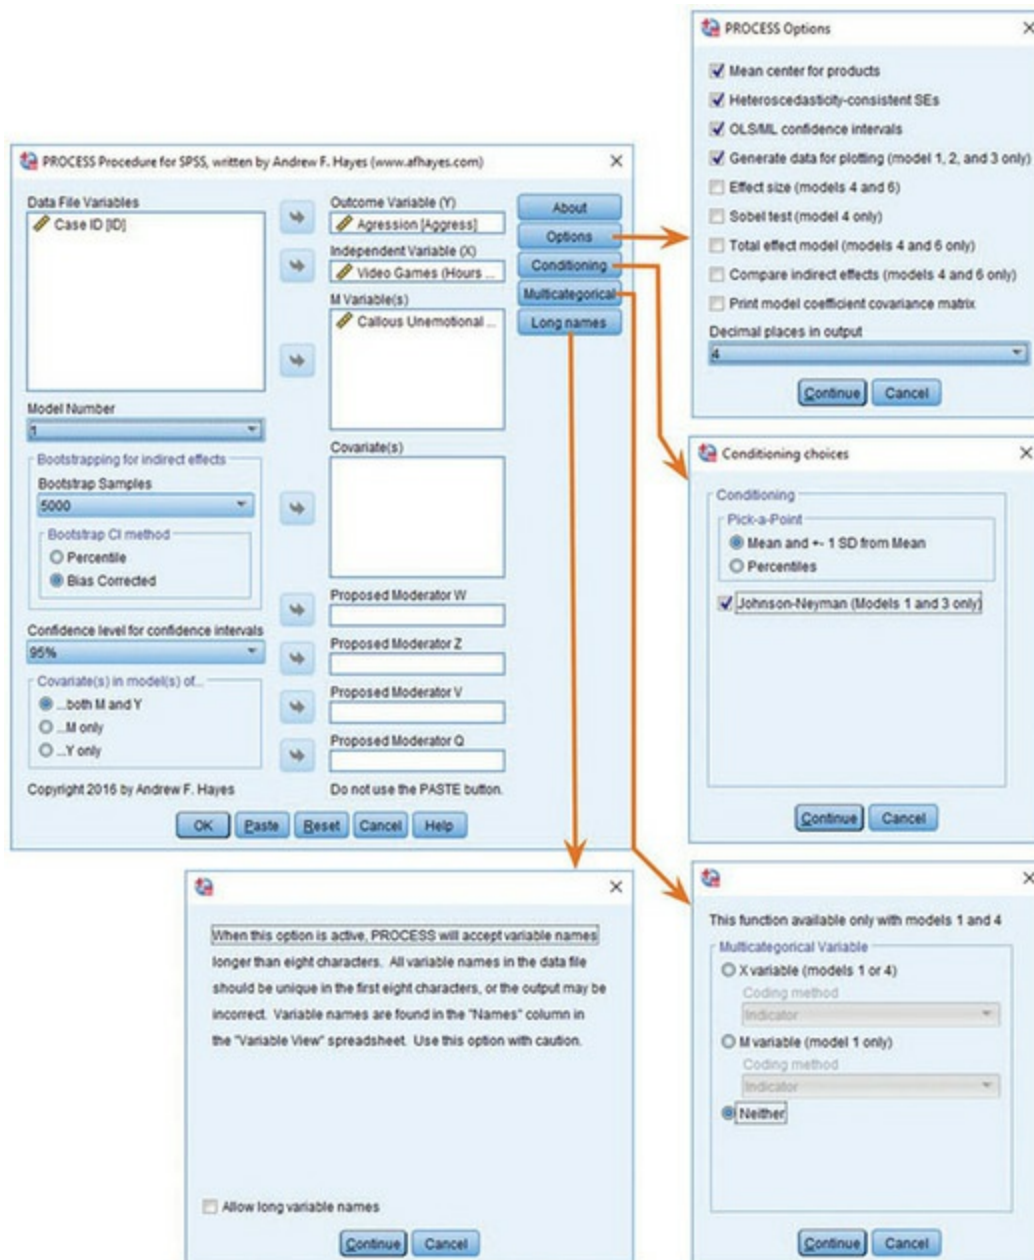 PROCESS Options
Mean center for products
Heteroscedasticity-consistent SEs
OLS/ML confidence intervals
Generate data for plotting (model 1, 2, and 3 only)
Effect size (models 4 and 6)
Sobel test (model 4 only)
Total effect model (models 4 and 6 only)
Compare indirect effects (models 4 and 6 only)
Print model coefficient covariance matrix
Decimal places in output
4
Continue Cancel
PROCESS Procedure for SPSS, written by Andrew F. Hayes (www.afhayes.com)
Data File Variables
Case ID [ID]
Model Number
1
Bootstrapping for indirect effects
Bootstrap Samples
5000
Bootstrap CI method
Percentile
Bias Corrected
Confidence level for confidence intervals
95%
Covariate(s) in model(s) of...
...both M and Y
...M only
...Y only
Copyright 2016 by Andrew F. Hayes
Outcome Variable (Y)
Agression [Aggress]
Independent Variable (X)
Video Games (Hours ...
M Variable(s)
Callous Unemotional ...
Covariate(s)
Proposed Moderator W
Proposed Moderator Z
Proposed Moderator V
Proposed Moderator Q
Do not use the PASTE button.
About
Options
Conditioning
Multicategorical
Long names
OK Paste Reset Cancel Help
Conditioning choices
Conditioning
Pick-a-Point
Mean and +- 1 SD from Mean
Percentiles
Johnson-Neyman (Models 1 and 3 only)
Continue Cancel
When this option is active, PROCESS will accept variable names
longer than eight characters. All variable names in the data file
should be unique in the first eight characters, or the output may be
incorrect. Variable names are found in the "Names" column in
the "Variable View" spreadsheet. Use this option with caution.
Allow long variable names
Continue Cancel
This function available only with models 1 and 4
Multicategorical Variable
X variable (models 1 or 4)
Coding method
Indicator
M variable (model 1 only)
Coding method
Indicator
Neither
Continue Cancel